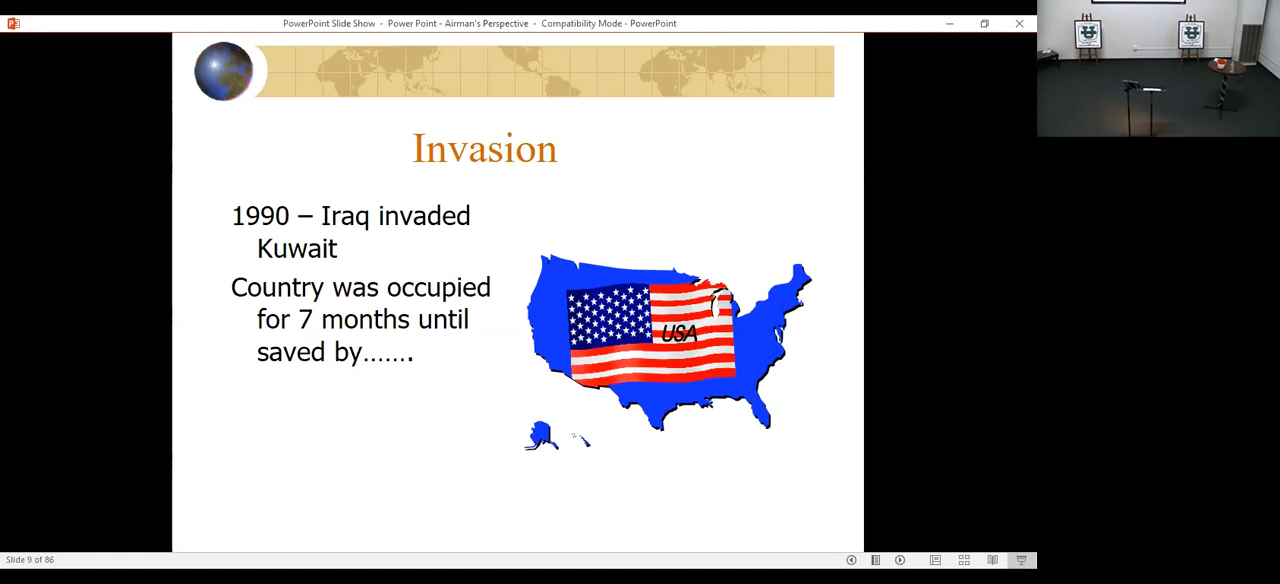 PowerPoint Slide Show - Power Point - Airman's Perspective - Compatibility Mode - PowerPoint
Invasion
1990 – Iraq invaded
Kuwait
Country was occupied
for 7 months until
saved by…….
USA
Slide 9 of 86